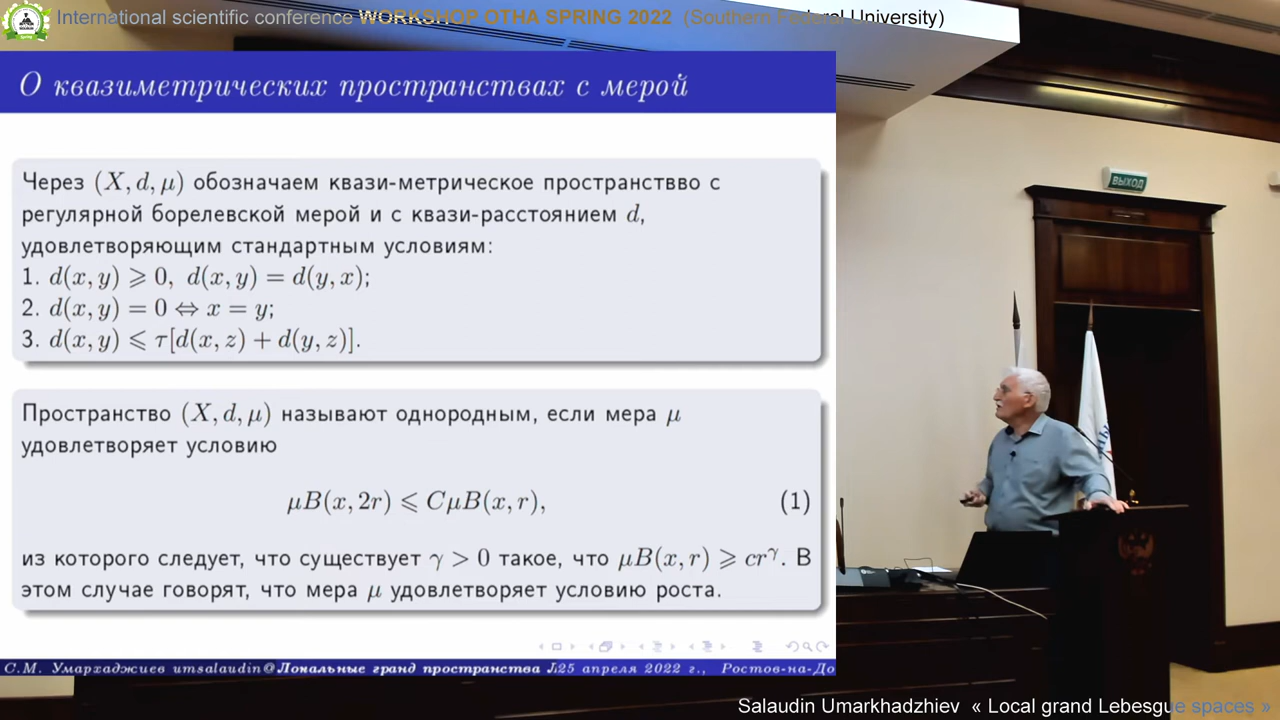 International scientific conference WORKSHOP OTHA SPRING 2022 (Southern Federal University)
О квазиметрических пространствах с мерой
Через (X, d, μ) обозначаем квази-метрическое пространствво с
регулярной борелевской мерой и с квази-расстоянием d,
удовлетворяющим стандартным условиям:
1. d(x, y) ⩾ 0, d(x, y) = d(y, x);
2. d(x, y) = 0 ⇔ x = y;
3. d(x, y) ⩽ τ[d(x, z) + d(y, z)].
Пространство (X, d, μ) называют однородным, если мера μ
удовлетворяет условию
μB(x, 2r) ⩽ CμB(x, r), (1)
из которого следует, что существует γ > 0 такое, что μB(x, r) ⩾ cr^γ. В
этом случае говорят, что мера μ удовлетворяет условию роста.
С.М. Умархаджиев umsalaudin@Локальные гранд пространства Л25 апреля 2022 г., Ростов-на-До
ВЫХОД
Salaudin Umarkhadzhiev « Local grand Lebesgue spaces »